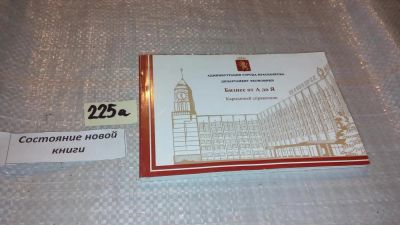 АДМИНИСТРАЦИЯ ГОРОДА КРАСНОЯРСКА
ДЕПАРТАМЕНТ ЭКОНОМИКИ
Бизнес от А до Я
Карманный справочник
225а
Состояние новой
книги